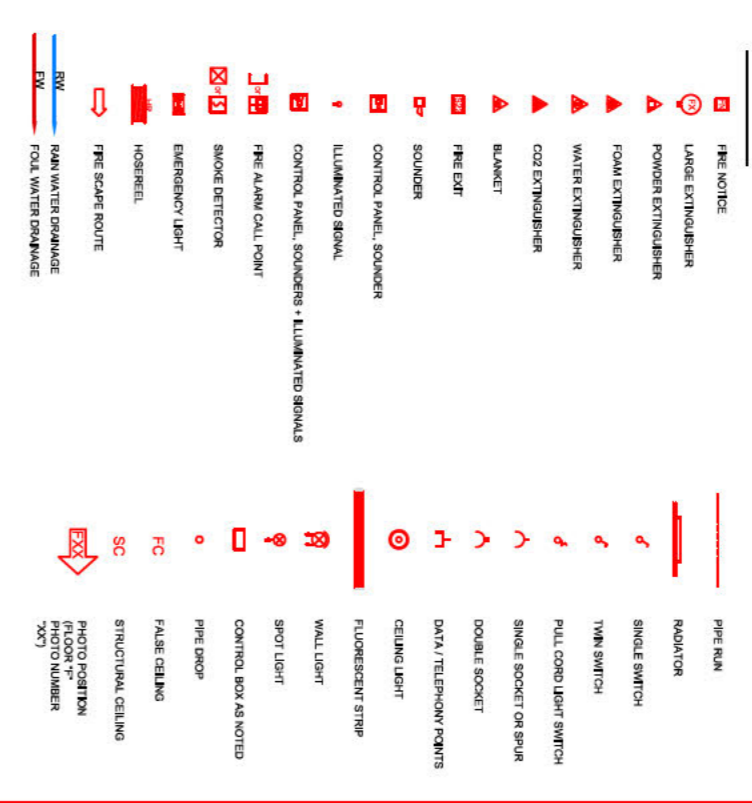 FIRE NOTICE
FX LARGE EXTINGUISHER
POWDER EXTINGUISHER
FOAM EXTINGUISHER
WATER EXTINGUISHER
CO2 EXTINGUISHER
BLANKET
FIRE EXIT
SOUNDER
CONTROL PANEL, SOUNDER
ILLUMINATED SIGNAL
CONTROL PANEL, SOUNDERS + ILLUMINATED SIGNALS
or FIRE ALARM CALL POINT
or S SMOKE DETECTOR
EMERGENCY LIGHT
HOSEREEL
FIRE SCAPE ROUTE
RW RAIN WATER DRAINAGE
FW FOUL WATER DRAINAGE
PIPE RUN
RADIATOR
SINGLE SWITCH
TWIN SWITCH
PULL CORD LIGHT SWITCH
SINGLE SOCKET OR SPUR
DOUBLE SOCKET
DATA / TELEPHONY POINTS
CEILING LIGHT
FLUORESCENT STRIP
WALL LIGHT
SPOT LIGHT
CONTROL BOX AS NOTED
PIPE DROP
FC FALSE CEILING
SC STRUCTURAL CEILING
FXX PHOTO POSITION
(FLOOR "F"
PHOTO NUMBER
"XX")